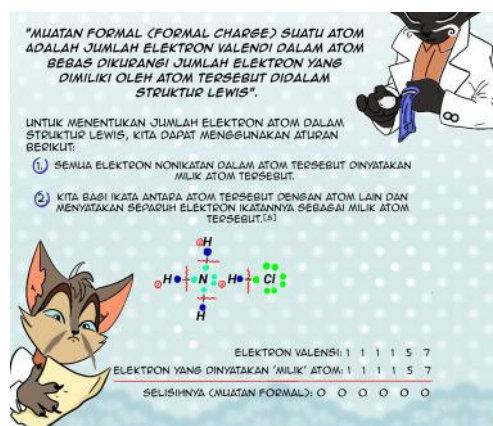 "MUATAN FORMAL (FORMAL CHARGE) SUATU ATOM
ADALAH JUMLAH ELEKTRON VALENDI DALAM ATOM
BEBAS DIKURANGI JUMLAH ELEKTRON YANG
DIMILIKI OLEH ATOM TERSEBUT DIDALAM
STRUKTUR LEWIS".
UNTUK MENENTUKAN JUMLAH ELEKTRON ATOM DALAM
STRUKTUR LEWIS, KITA DAPAT MENGGUNAKAN ATURAN
BERIKUT:
1. SEMUA ELEKTRON NONIKATAN DALAM ATOM TERSEBUT DINYATAKAN
MILIK ATOM TERSEBUT.
2. KITA BAGI IKATA ANTARA ATOM TERSEBUT DENGAN ATOM LAIN DAN
MENYATAKAN SEPARUH ELEKTRON IKATANNYA SEBAGAI MILIK ATOM
TERSEBUT.[6]
H
H N H Cl
H
ELEKTRON VALENSI: 1 1 1 1 5 7
ELEKTRON YANG DINYATAKAN 'MILIK' ATOM: 1 1 1 1 5 7
SELISIHNYA (MUATAN FORMAL): 0 0 0 0 0 0